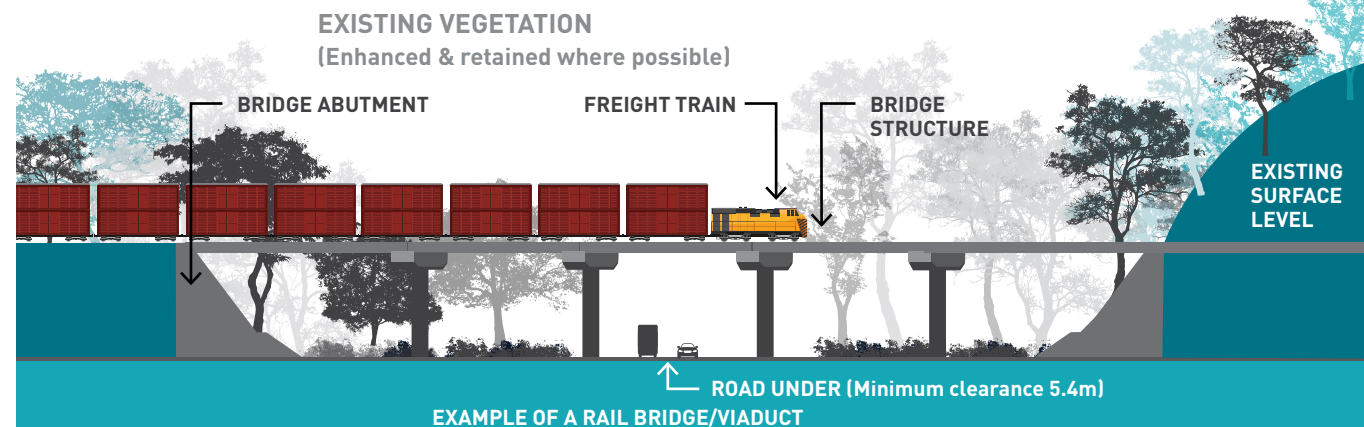 EXISTING VEGETATION
(Enhanced & retained where possible)
BRIDGE ABUTMENT
FREIGHT TRAIN
BRIDGE
STRUCTURE
EXISTING
SURFACE
LEVEL
ROAD UNDER (Minimum clearance 5.4m)
EXAMPLE OF A RAIL BRIDGE/VIADUCT